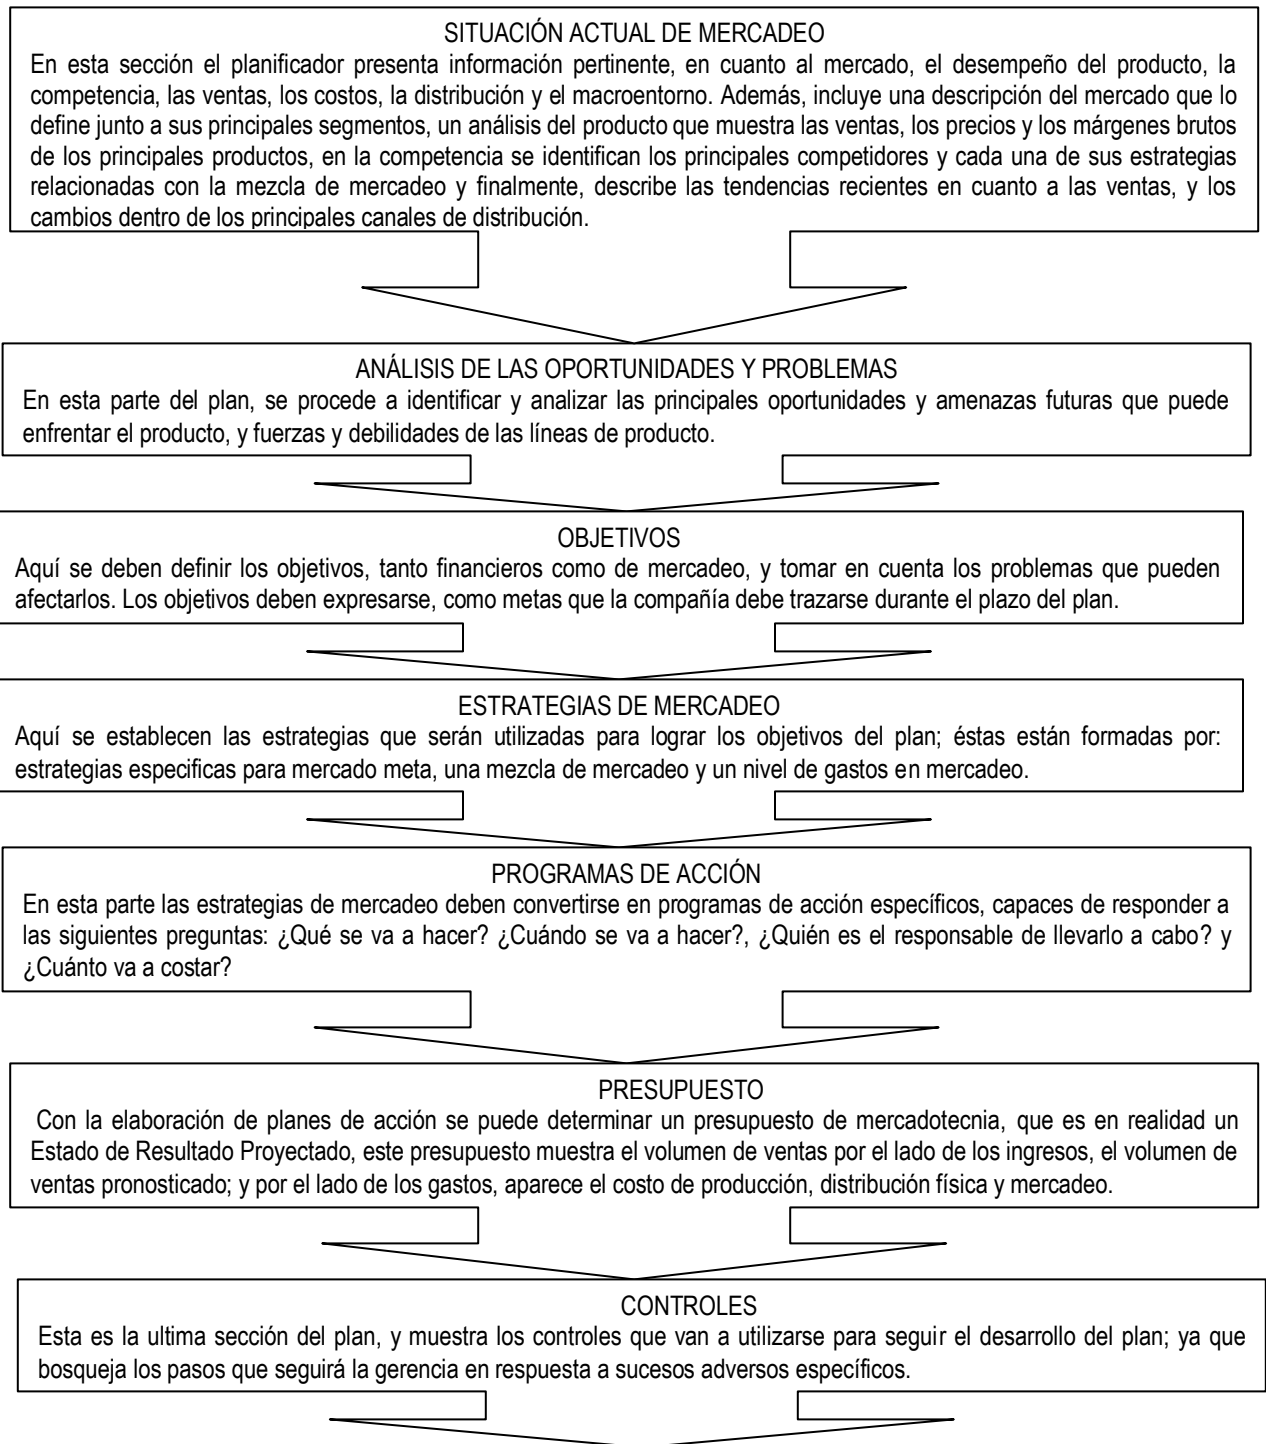 SITUACIÓN ACTUAL DE MERCADEO
En esta sección el planificador presenta información pertinente, en cuanto al mercado, el desempeño del producto, la
competencia, las ventas, los costos, la distribución y el macroentorno. Además, incluye una descripción del mercado que lo
define junto a sus principales segmentos, un análisis del producto que muestra las ventas, los precios y los márgenes brutos
de los principales productos, en la competencia se identifican los principales competidores y cada una de sus estrategias
relacionadas con la mezcla de mercadeo y finalmente, describe las tendencias recientes en cuanto a las ventas, y los
cambios dentro de los principales canales de distribución.
ANÁLISIS DE LAS OPORTUNIDADES Y PROBLEMAS
En esta parte del plan, se procede a identificar y analizar las principales oportunidades y amenazas futuras que puede
enfrentar el producto, y fuerzas y debilidades de las líneas de producto.
OBJETIVOS
Aquí se deben definir los objetivos, tanto financieros como de mercadeo, y tomar en cuenta los problemas que pueden
afectarlos. Los objetivos deben expresarse, como metas que la compañía debe trazarse durante el plazo del plan.
ESTRATEGIAS DE MERCADEO
Aquí se establecen las estrategias que serán utilizadas para lograr los objetivos del plan; éstas están formadas por:
estrategias especificas para mercado meta, una mezcla de mercadeo y un nivel de gastos en mercadeo.
PROGRAMAS DE ACCIÓN
En esta parte las estrategias de mercadeo deben convertirse en programas de acción específicos, capaces de responder a
las siguientes preguntas: ¿Qué se va a hacer? ¿Cuándo se va a hacer?, ¿Quién es el responsable de llevarlo a cabo? y
¿Cuánto va a costar?
PRESUPUESTO
Con la elaboración de planes de acción se puede determinar un presupuesto de mercadotecnia, que es en realidad un
Estado de Resultado Proyectado, este presupuesto muestra el volumen de ventas por el lado de los ingresos, el volumen de
ventas pronosticado; y por el lado de los gastos, aparece el costo de producción, distribución física y mercadeo.
CONTROLES
Esta es la ultima sección del plan, y muestra los controles que van a utilizarse para seguir el desarrollo del plan; ya que
bosqueja los pasos que seguirá la gerencia en respuesta a sucesos adversos específicos.